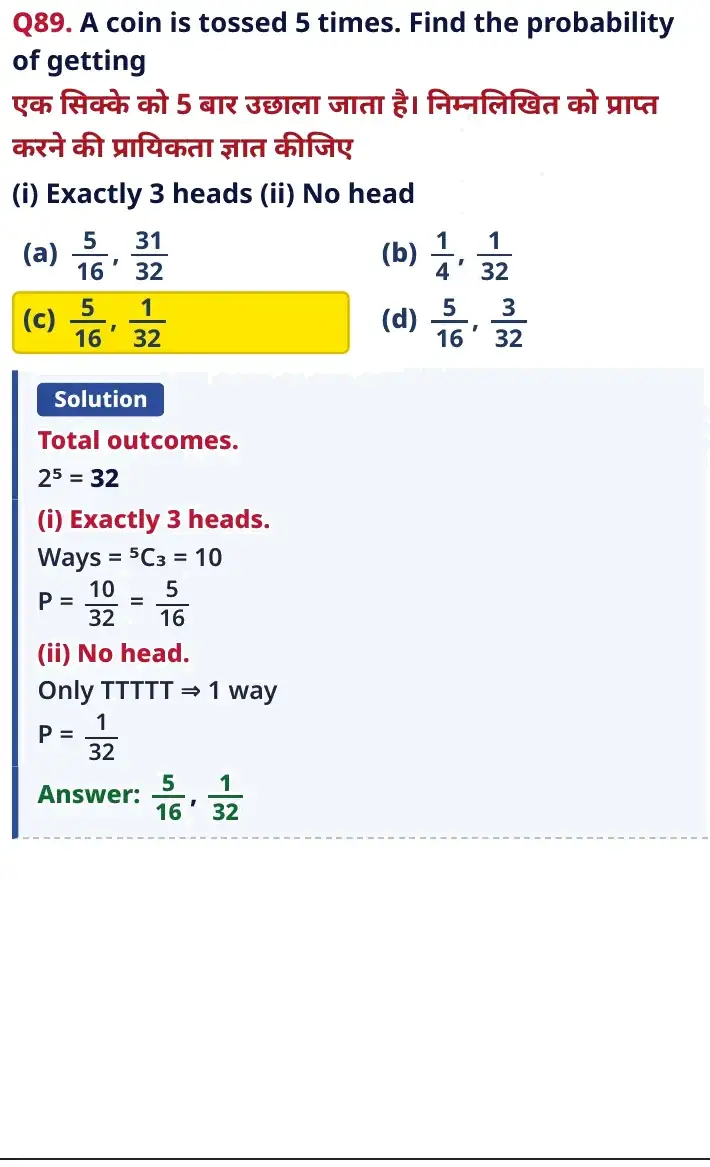 Q89. A coin is tossed 5 times. Find the probability
of getting
एक सिक्के को 5 बार उछाला जाता है। निम्नलिखित को प्राप्त
करने की प्रायिकता ज्ञात कीजिए
(i) Exactly 3 heads (ii) No head
(a) 5/16, 31/32
(b) 1/4, 1/32
(c) 5/16, 1/32
(d) 5/16, 3/32
Solution
Total outcomes.
2⁵ = 32
(i) Exactly 3 heads.
Ways = ⁵C₃ = 10
P = 10/32 = 5/16
(ii) No head.
Only TTTTT ⇒ 1 way
P = 1/32
Answer: 5/16, 1/32